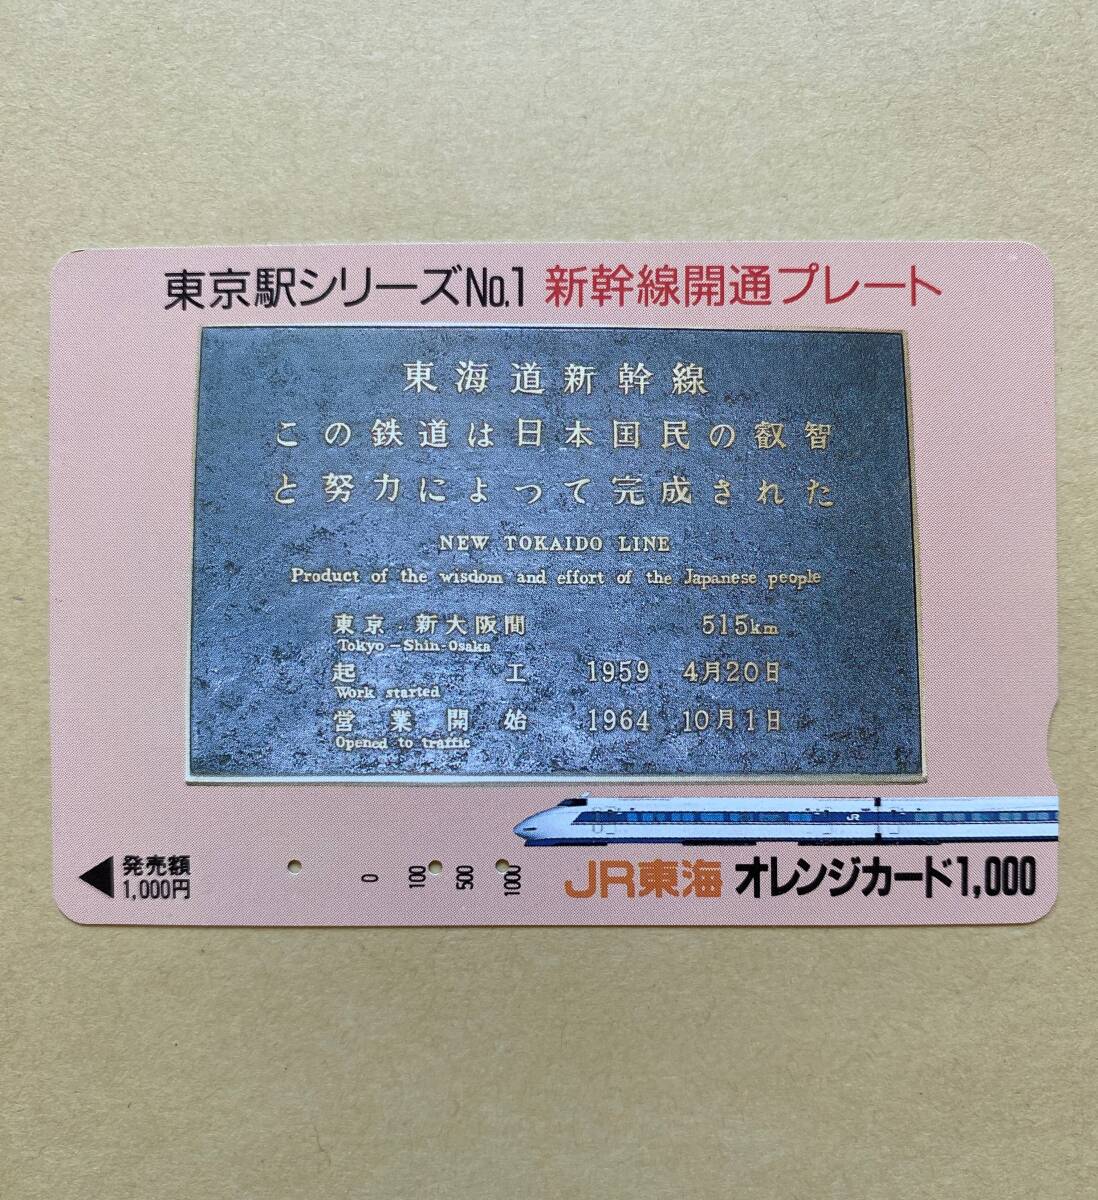 東京駅シリーズNo.1 新幹線開通プレート
東海道新幹線
この鉄道は日本国民の叡智
と努力によって完成された
NEW TOKAIDO LINE
Product of the wisdom and effort of the Japanese people
東京・新大阪間 515km
Tokyo-Shin-Osaka
起工 1959 4月20日
Work started
営業開始 1964 10月1日
Opened to traffic
JR
発売額
1,000円
0 100 500 1000
JR東海 オレンジカード1,000